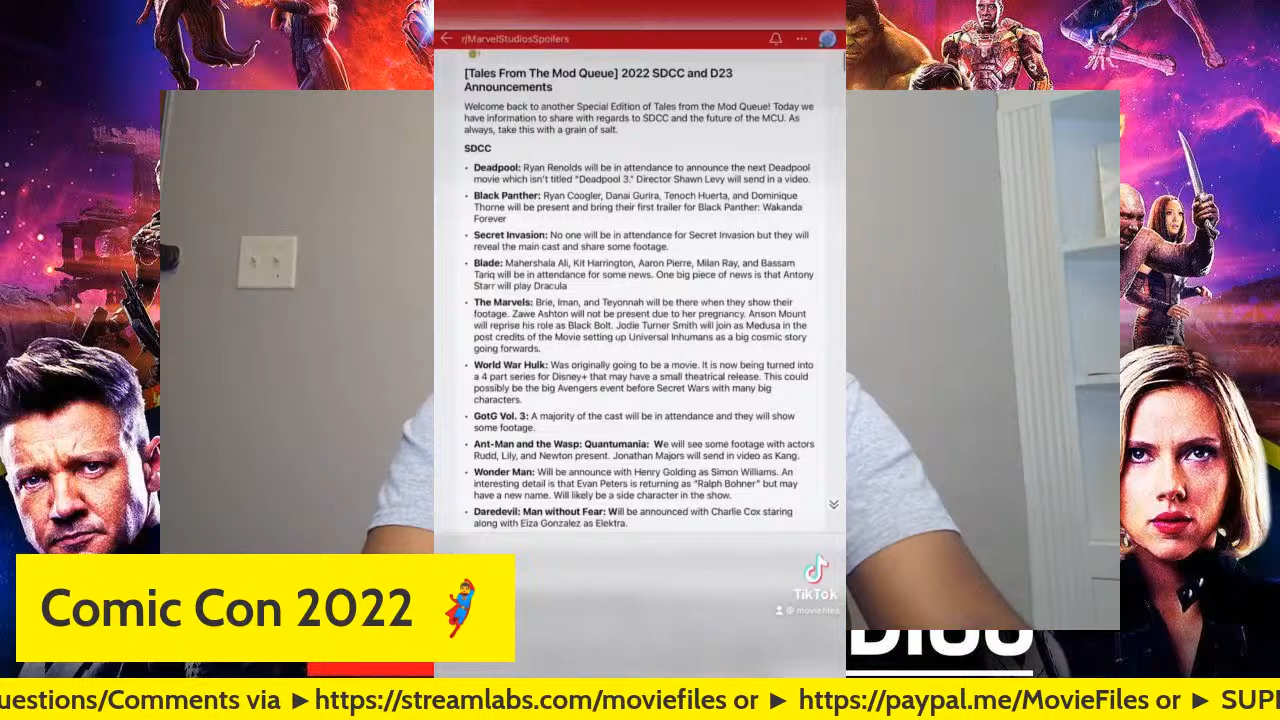 r/MarvelStudiosSpoilers
[Tales From The Mod Queue] 2022 SDCC and D23
Announcements
Welcome back to another Special Edition of Tales from the Mod Queue! Today we
have information to share with regards to SDCC and the future of the MCU. As
always, take this with a grain of salt.
SDCC
• Deadpool: Ryan Renolds will be in attendance to announce the next Deadpool
movie which isn't titled "Deadpool 3." Director Shawn Levy will send in a video.
• Black Panther: Ryan Coogler, Danai Gurira, Tenoch Huerta, and Dominique
Thorne will be present and bring their first trailer for Black Panther: Wakanda
Forever
• Secret Invasion: No one will be in attendance for Secret Invasion but they will
reveal the main cast and share some footage.
• Blade: Mahershala Ali, Kit Harrington, Aaron Pierre, Milan Ray, and Bassam
Tariq will be in attendance for some news. One big piece of news is that Antony
Starr will play Dracula
• The Marvels: Brie, Iman, and Teyonnah will be there when they show their
footage. Zawe Ashton will not be present due to her pregnancy. Anson Mount
will reprise his role as Black Bolt. Jodie Turner Smith will join as Medusa in the
post credits of the Movie setting up Universal Inhumans as a big cosmic story
going forwards.
• World War Hulk: Was originally going to be a movie. It is now being turned into
a 4 part series for Disney+ that may have a small theatrical release. This could
possibly be the big Avengers event before Secret Wars with many big
characters.
• GotG Vol. 3: A majority of the cast will be in attendance and they will show
some footage.
• Ant-Man and the Wasp: Quantumania: We will see some footage with actors
Rudd, Lily, and Newton present. Jonathan Majors will send in video as Kang.
• Wonder Man: Will be announce with Henry Golding as Simon Williams. An
interesting detail is that Evan Peters is returning as "Ralph Bohner" but may
have a new name. Will likely be a side character in the show.
• Daredevil: Man without Fear: Will be announced with Charlie Cox staring
along with Eiza Gonzalez as Elektra.
TikTok
@ moviefiles
Comic Con 2022
uestions/Comments via ► https://streamlabs.com/moviefiles or ► https://paypal.me/MovieFiles or ► SUP